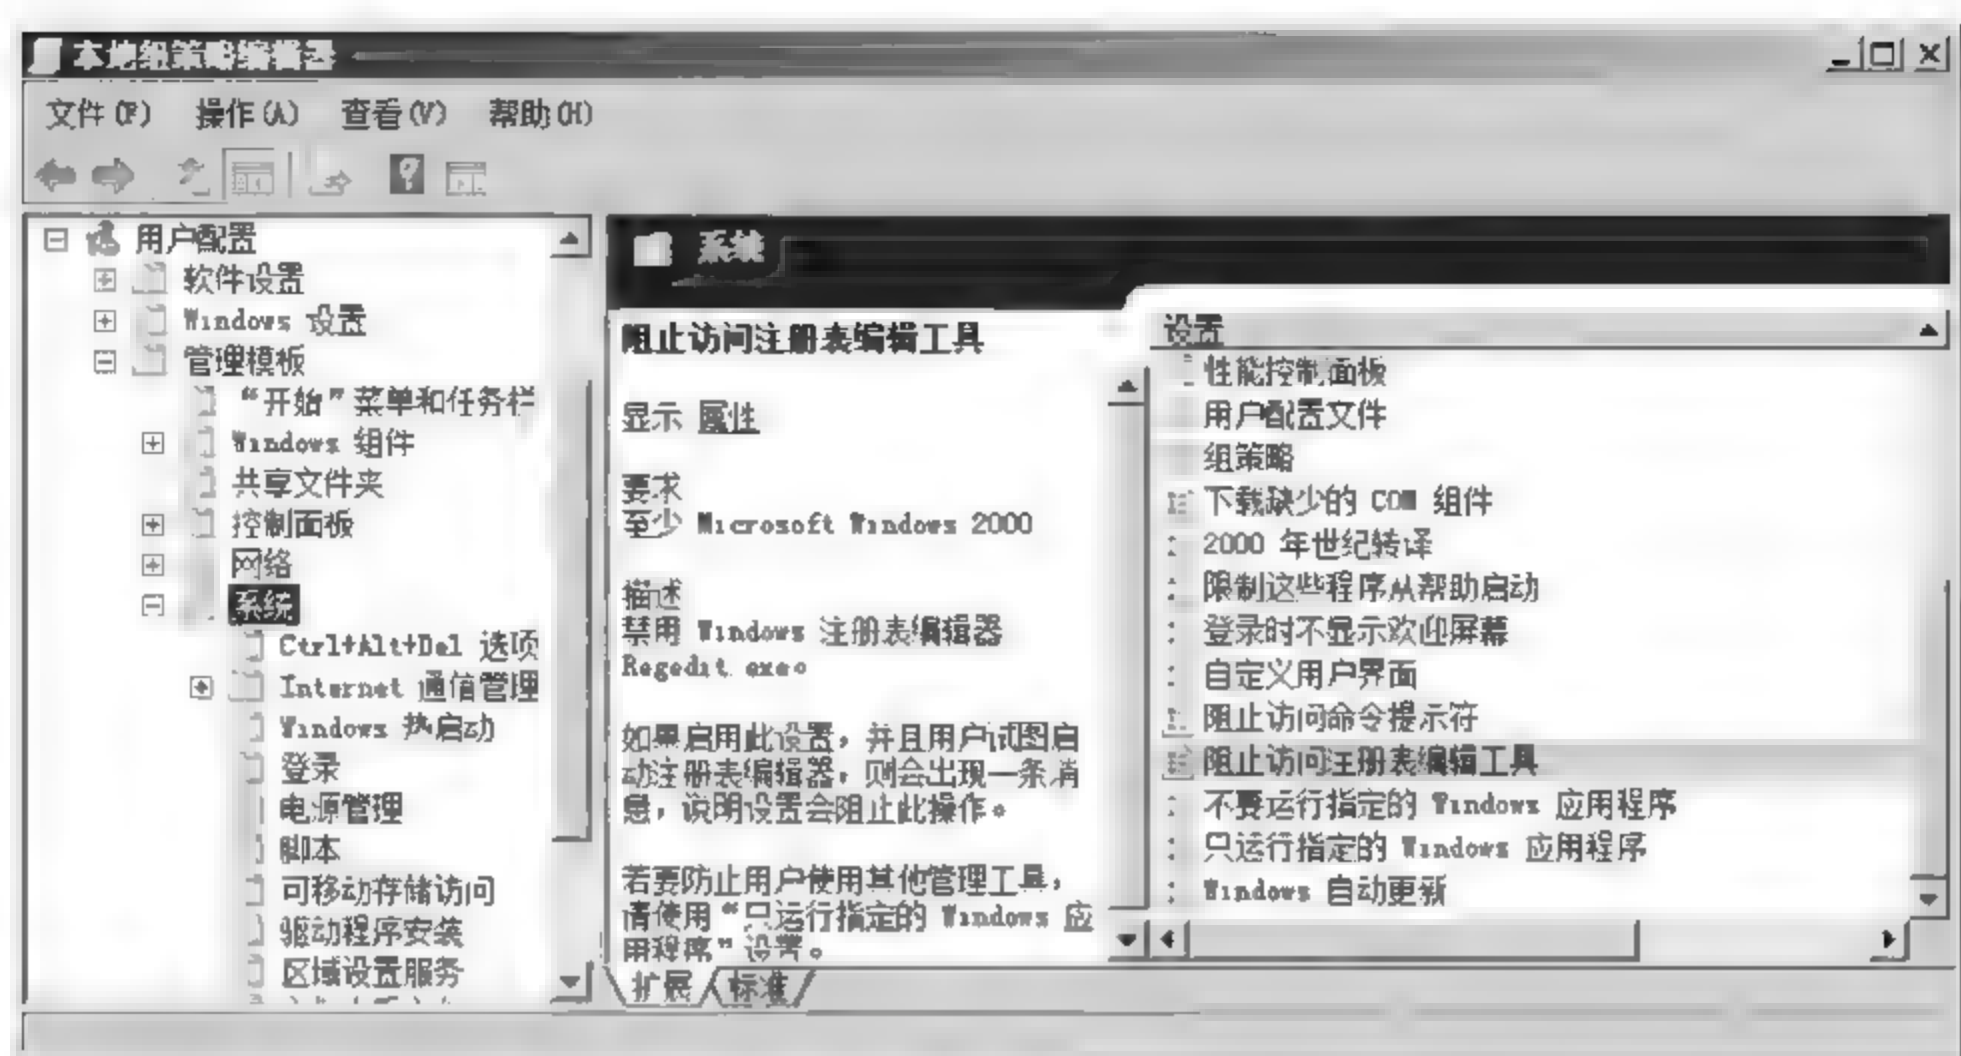 本地组策略编辑器
文件(F) 操作(A) 查看(V) 帮助(H)
用户配置
软件设置
Windows 设置
管理模板
“开始”菜单和任务栏
Windows 组件
共享文件夹
控制面板
网络
系统
Ctrl+Alt+Del 选项
Internet 通信管理
Windows 热启动
登录
电源管理
脚本
可移动存储访问
驱动程序安装
区域设置服务
系统
阻止访问注册表编辑工具
显示 属性
要求
至少 Microsoft Windows 2000
描述
禁用 Windows 注册表编辑器
Regedit.exe。
如果启用此设置，并且用户试图启
动注册表编辑器，则会出现一条消
息，说明设置会阻止此操作。
若要防止用户使用其他管理工具，
请使用“只运行指定的 Windows 应
用程序”设置。
设置
性能控制面板
用户配置文件
组策略
下载缺少的 COM 组件
2000 年世纪转译
限制这些程序从帮助启动
登录时不显示欢迎屏幕
自定义用户界面
阻止访问命令提示符
阻止访问注册表编辑工具
不要运行指定的 Windows 应用程序
只运行指定的 Windows 应用程序
Windows 自动更新
扩展 标准